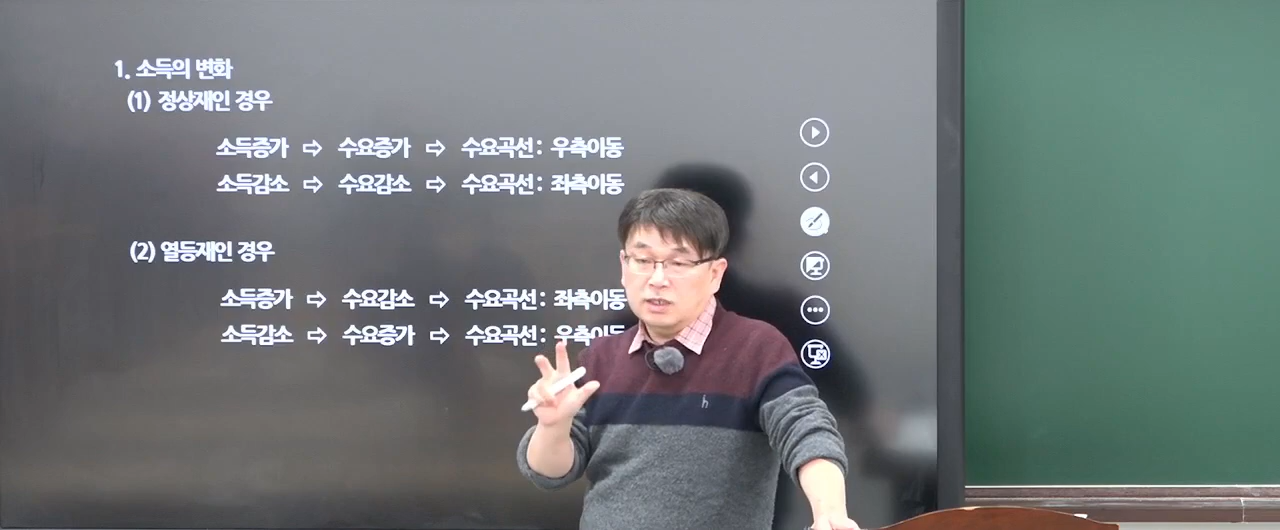 1. 소득의 변화
(1) 정상재인 경우
소득증가 ⇨ 수요증가 ⇨ 수요곡선 : 우측이동
소득감소 ⇨ 수요감소 ⇨ 수요곡선 : 좌측이동
(2) 열등재인 경우
소득증가 ⇨ 수요감소 ⇨ 수요곡선 : 좌측이동
소득감소 ⇨ 수요증가 ⇨ 수요곡선 : 우측이동
h